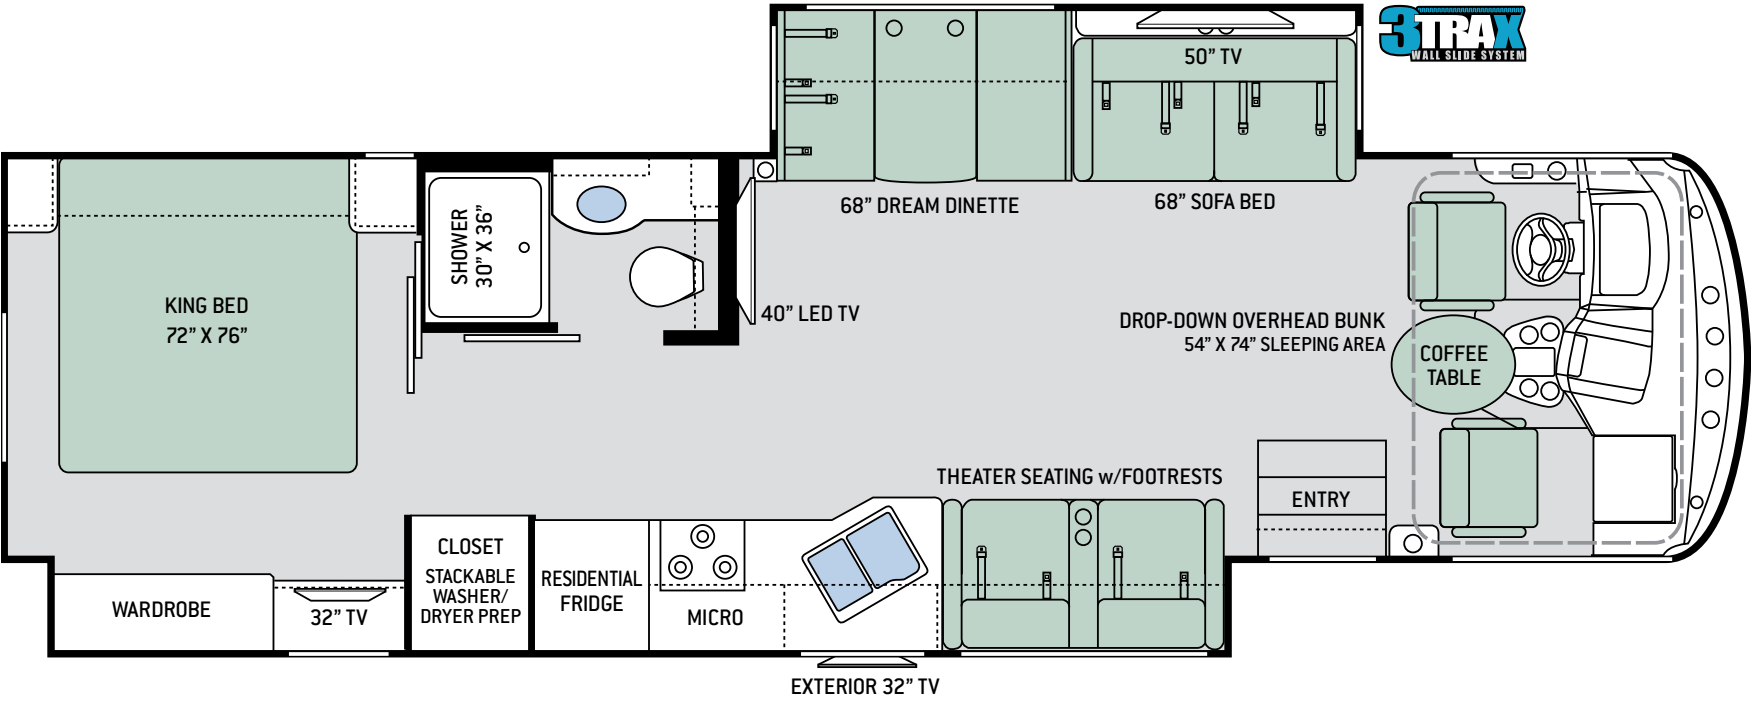 3TRAX
WALL SLIDE SYSTEM
50” TV
68” DREAM DINETTE
68” SOFA BED
SHOWER
30” X 36”
KING BED
72” X 76”
40” LED TV
DROP-DOWN OVERHEAD BUNK
54” X 74” SLEEPING AREA
COFFEE
TABLE
THEATER SEATING w/FOOTRESTS
ENTRY
CLOSET
STACKABLE
WASHER/
DRYER PREP
RESIDENTIAL
FRIDGE
MICRO
WARDROBE
32” TV
EXTERIOR 32” TV